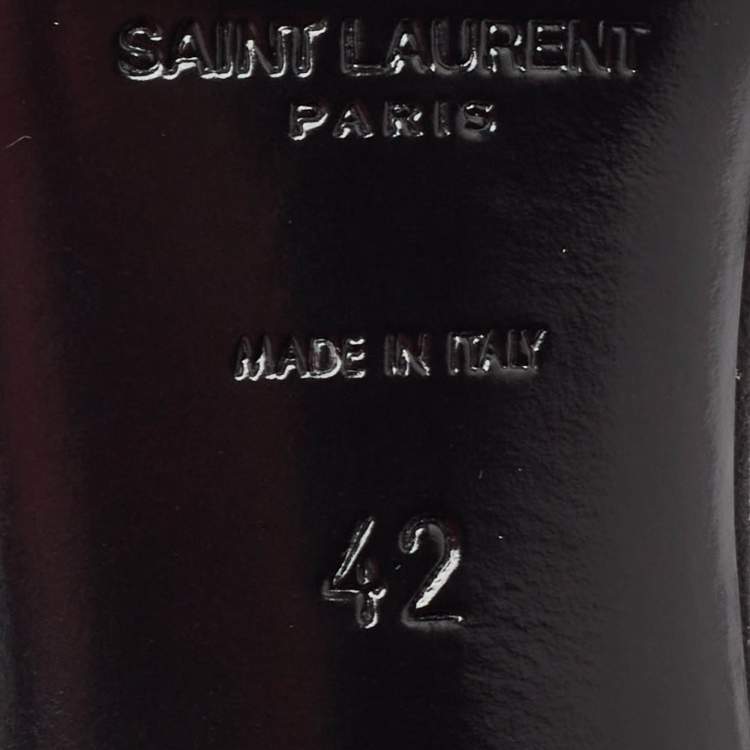 SAINT LAURENT
PARIS
MADE IN ITALY
42